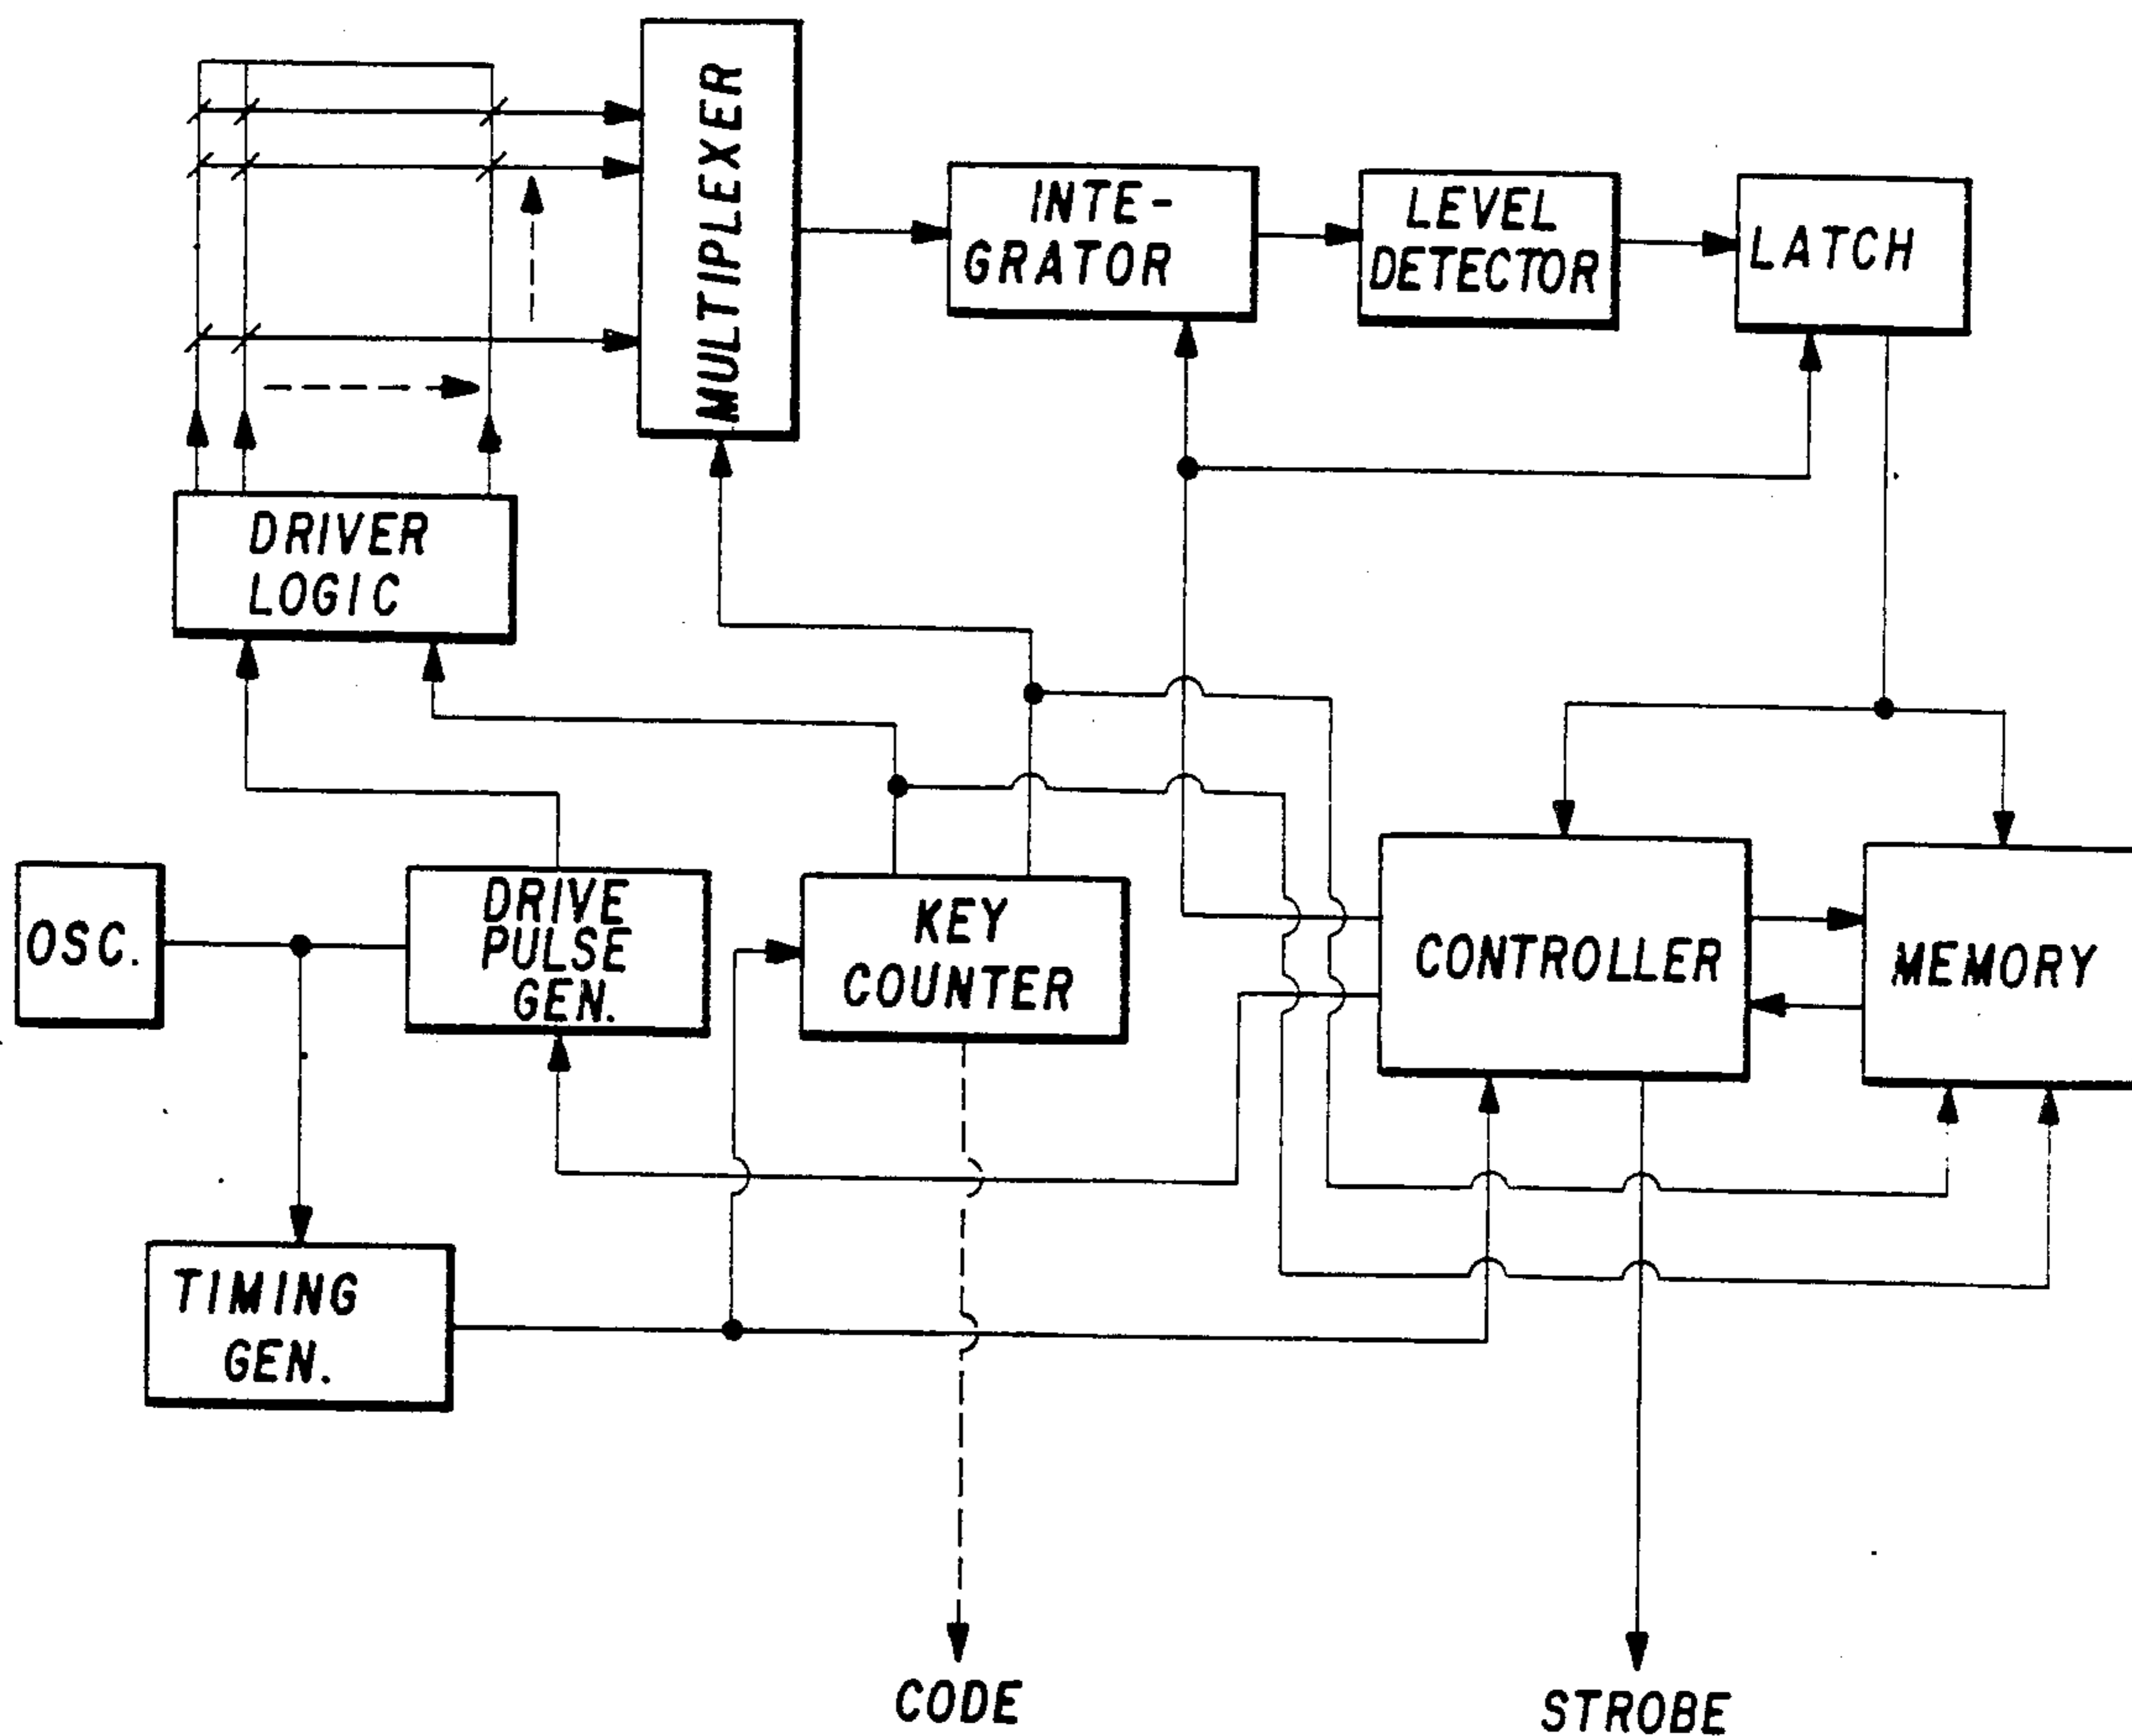 MULTIPLEXER
INTE-
GRATOR
LEVEL
DETECTOR
LATCH
DRIVER
LOGIC
OSC.
DRIVE
PULSE
GEN.
KEY
COUNTER
CONTROLLER
MEMORY
TIMING
GEN.
CODE
STROBE